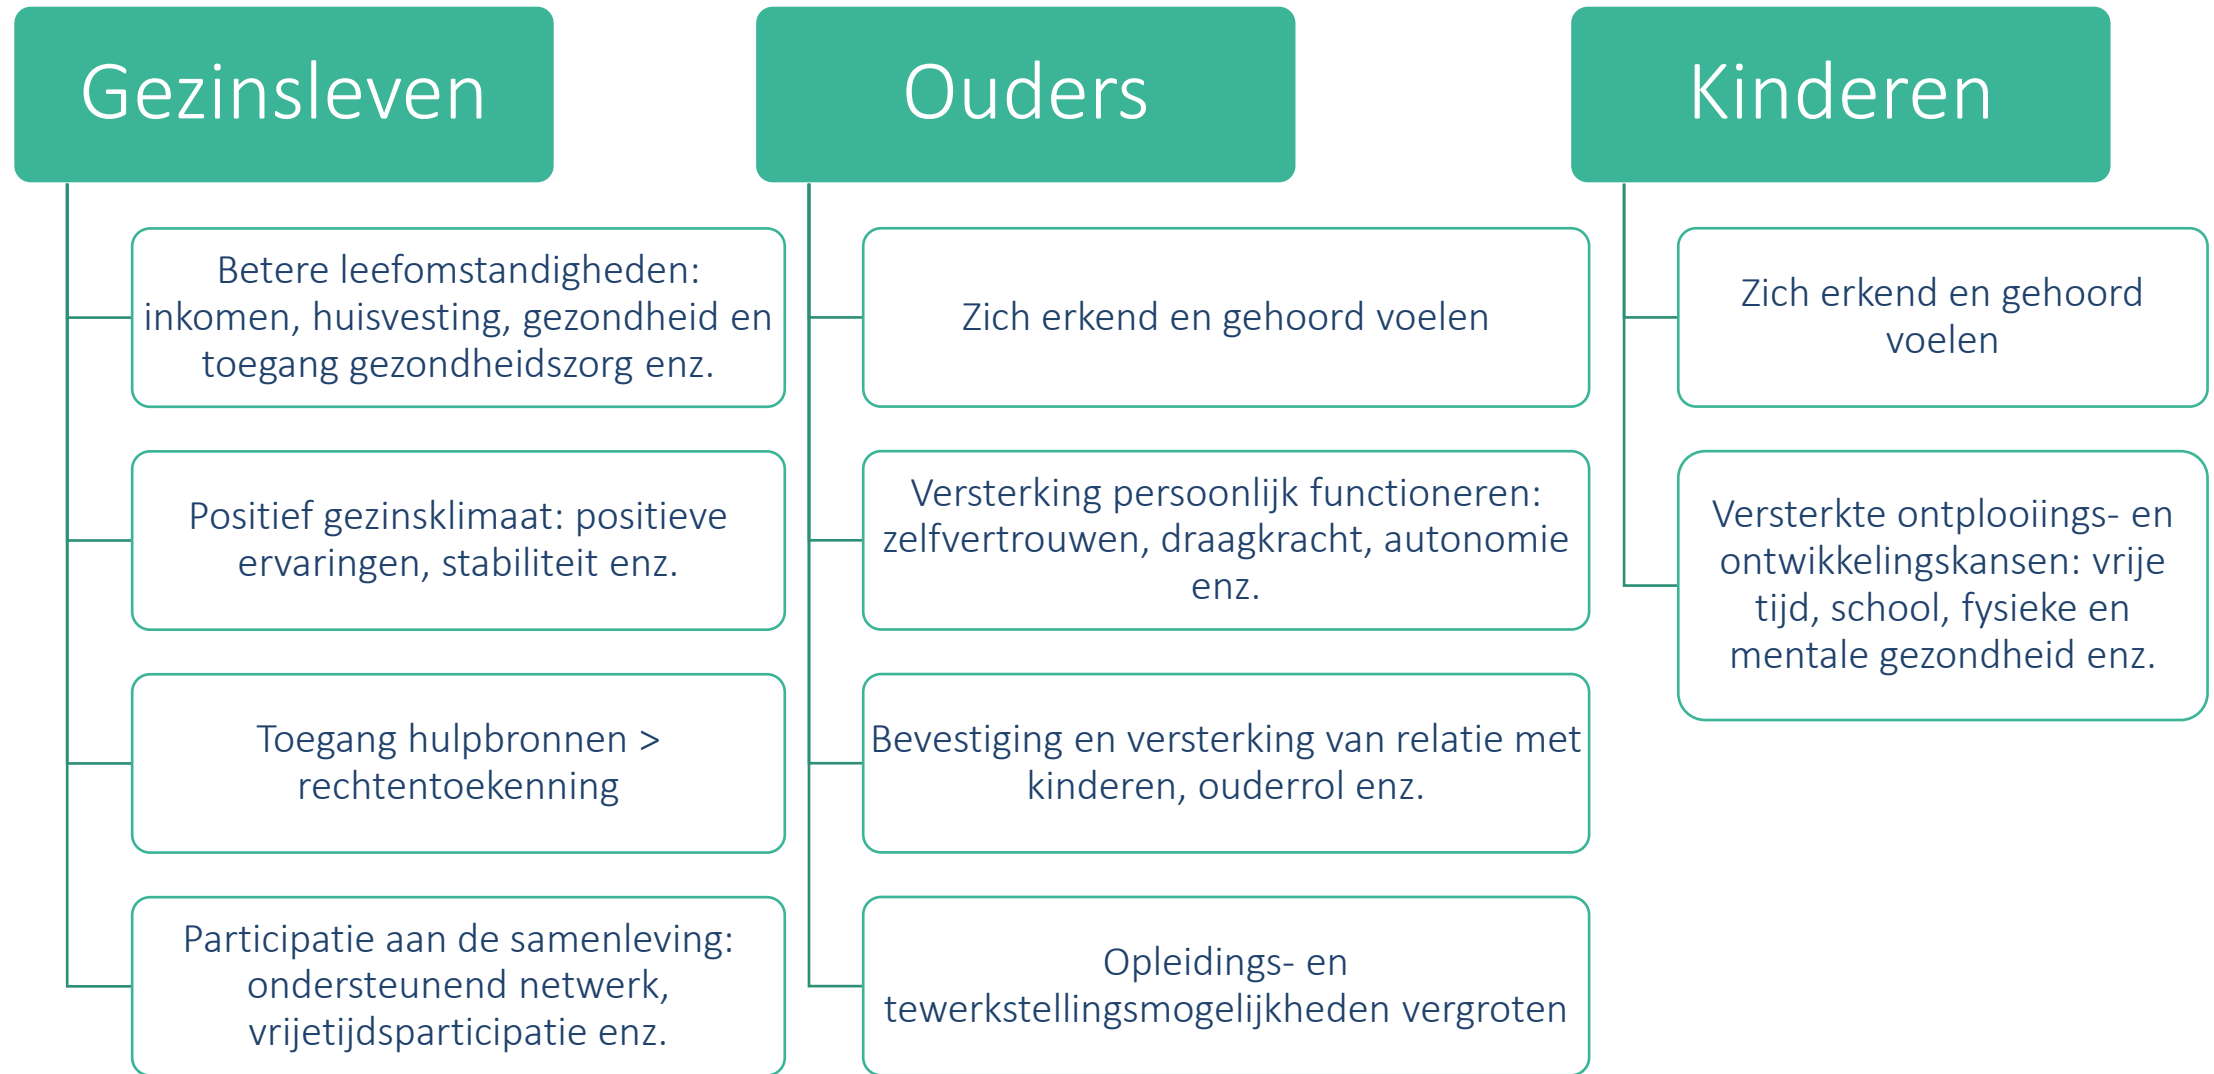 Gezinsleven
Betere leefomstandigheden:
inkomen, huisvesting, gezondheid en
toegang gezondheidszorg enz.
Positief gezinsklimaat: positieve
ervaringen, stabiliteit enz.
Toegang hulpbronnen >
rechtentoekenning
Participatie aan de samenleving:
ondersteunend netwerk,
vrijetijdsparticipatie enz.
Ouders
Zich erkend en gehoord voelen
Versterking persoonlijk functioneren:
zelfvertrouwen, draagkracht, autonomie
enz.
Bevestiging en versterking van relatie met
kinderen, ouderrol enz.
Opleidings- en
tewerkstellingsmogelijkheden vergroten
Kinderen
Zich erkend en gehoord
voelen
Versterkte ontplooiings- en
ontwikkelingskansen: vrije
tijd, school, fysieke en
mentale gezondheid enz.